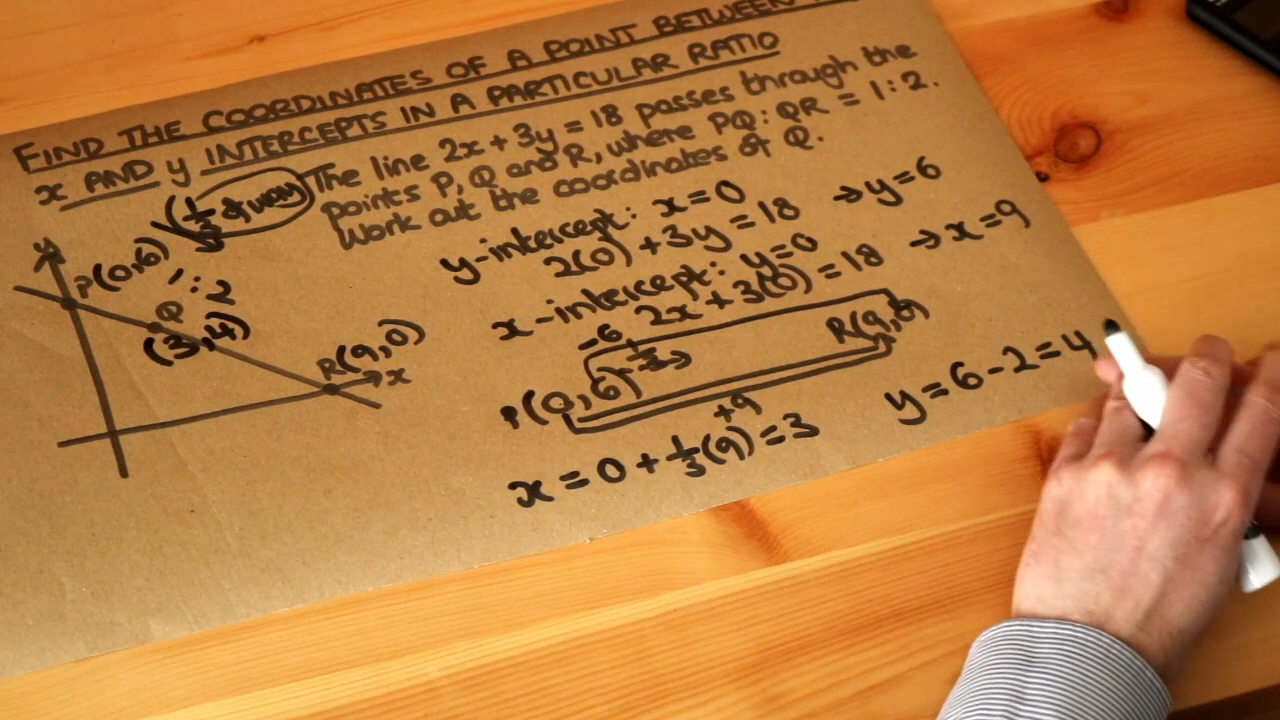 FIND THE COORDINATES OF A POINT BETWEEN
x AND y INTERCEPTS IN A PARTICULAR RATIO
The line 2x + 3y = 18 passes through the
points P, Q and R, where PQ : QR = 1 : 2.
Work out the coordinates of Q.
(1/3 of way)
y
P(0,6)
1 : 2
Q
(3,4)
R(9,0)
x
y-intercept: x = 0
2(0) + 3y = 18 → y = 6
x-intercept: y = 0
2x + 3(0) = 18 → x = 9
-6
P(0,6)
R(9,0)
+9
x = 0 + 1/3(9) = 3
y = 6 - 2 = 4